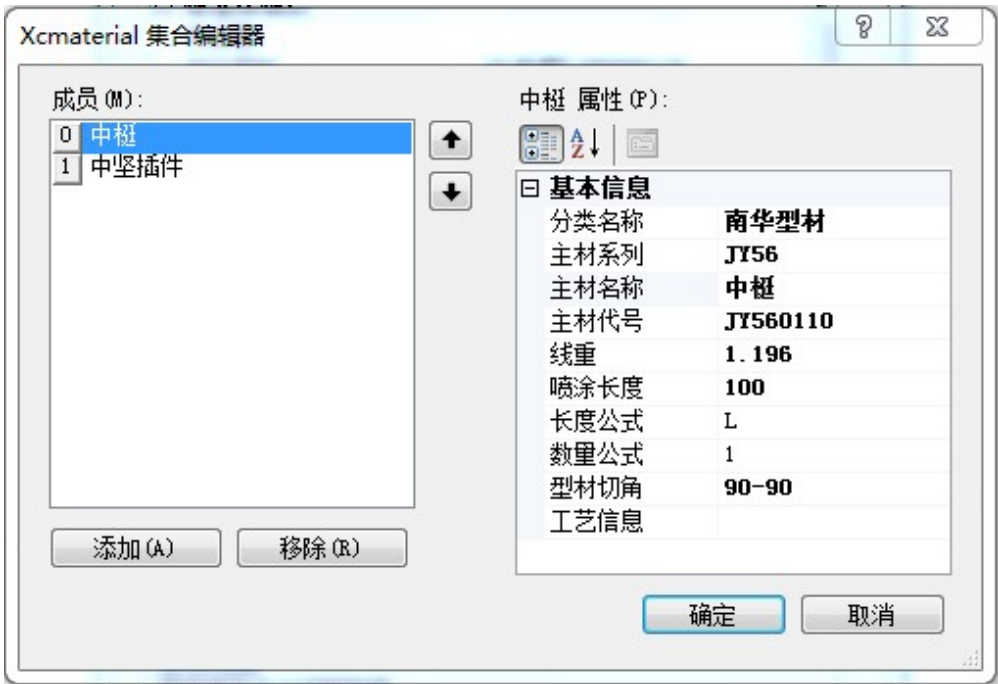 Xcmaterial 集合编辑器
成员(M):
0 中梃
1 中坚插件
中梃 属性(P):
基本信息
分类名称 南华型材
主材系列 JY56
主材名称 中梃
主材代号 JY560110
线重 1.196
喷涂长度 100
长度公式 L
数量公式 1
型材切角 90-90
工艺信息
添加(A) 移除(R)
确定 取消